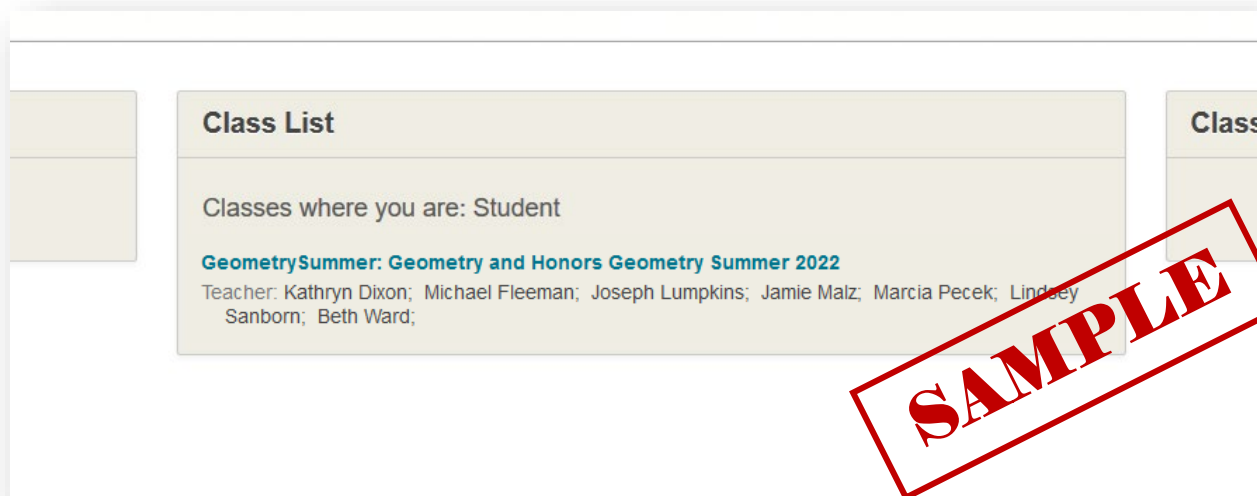 Class List
Class
Classes where you are: Student
GeometrySummer: Geometry and Honors Geometry Summer 2022
Teacher: Kathryn Dixon; Michael Fleeman; Joseph Lumpkins; Jamie Malz; Marcia Pecek; Lindsey
Sanborn; Beth Ward;
SAMPLE